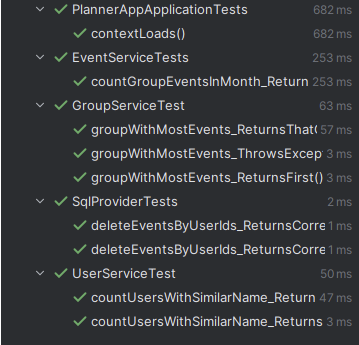 PlannerAppApplicationTests 682 ms
contextLoads() 682 ms
EventServiceTests 253 ms
countGroupEventsInMonth_Return 253 ms
GroupServiceTest 63 ms
groupWithMostEvents_ReturnsThat 57 ms
groupWithMostEvents_ThrowsExcep 3 ms
groupWithMostEvents_ReturnsFirst() 3 ms
SqlProviderTests 2 ms
deleteEventsByUserIds_ReturnsCorre 1 ms
deleteEventsByUserIds_ReturnsCorre 1 ms
UserServiceTest 50 ms
countUsersWithSimilarName_Return 47 ms
countUsersWithSimilarName_Returns 3 ms